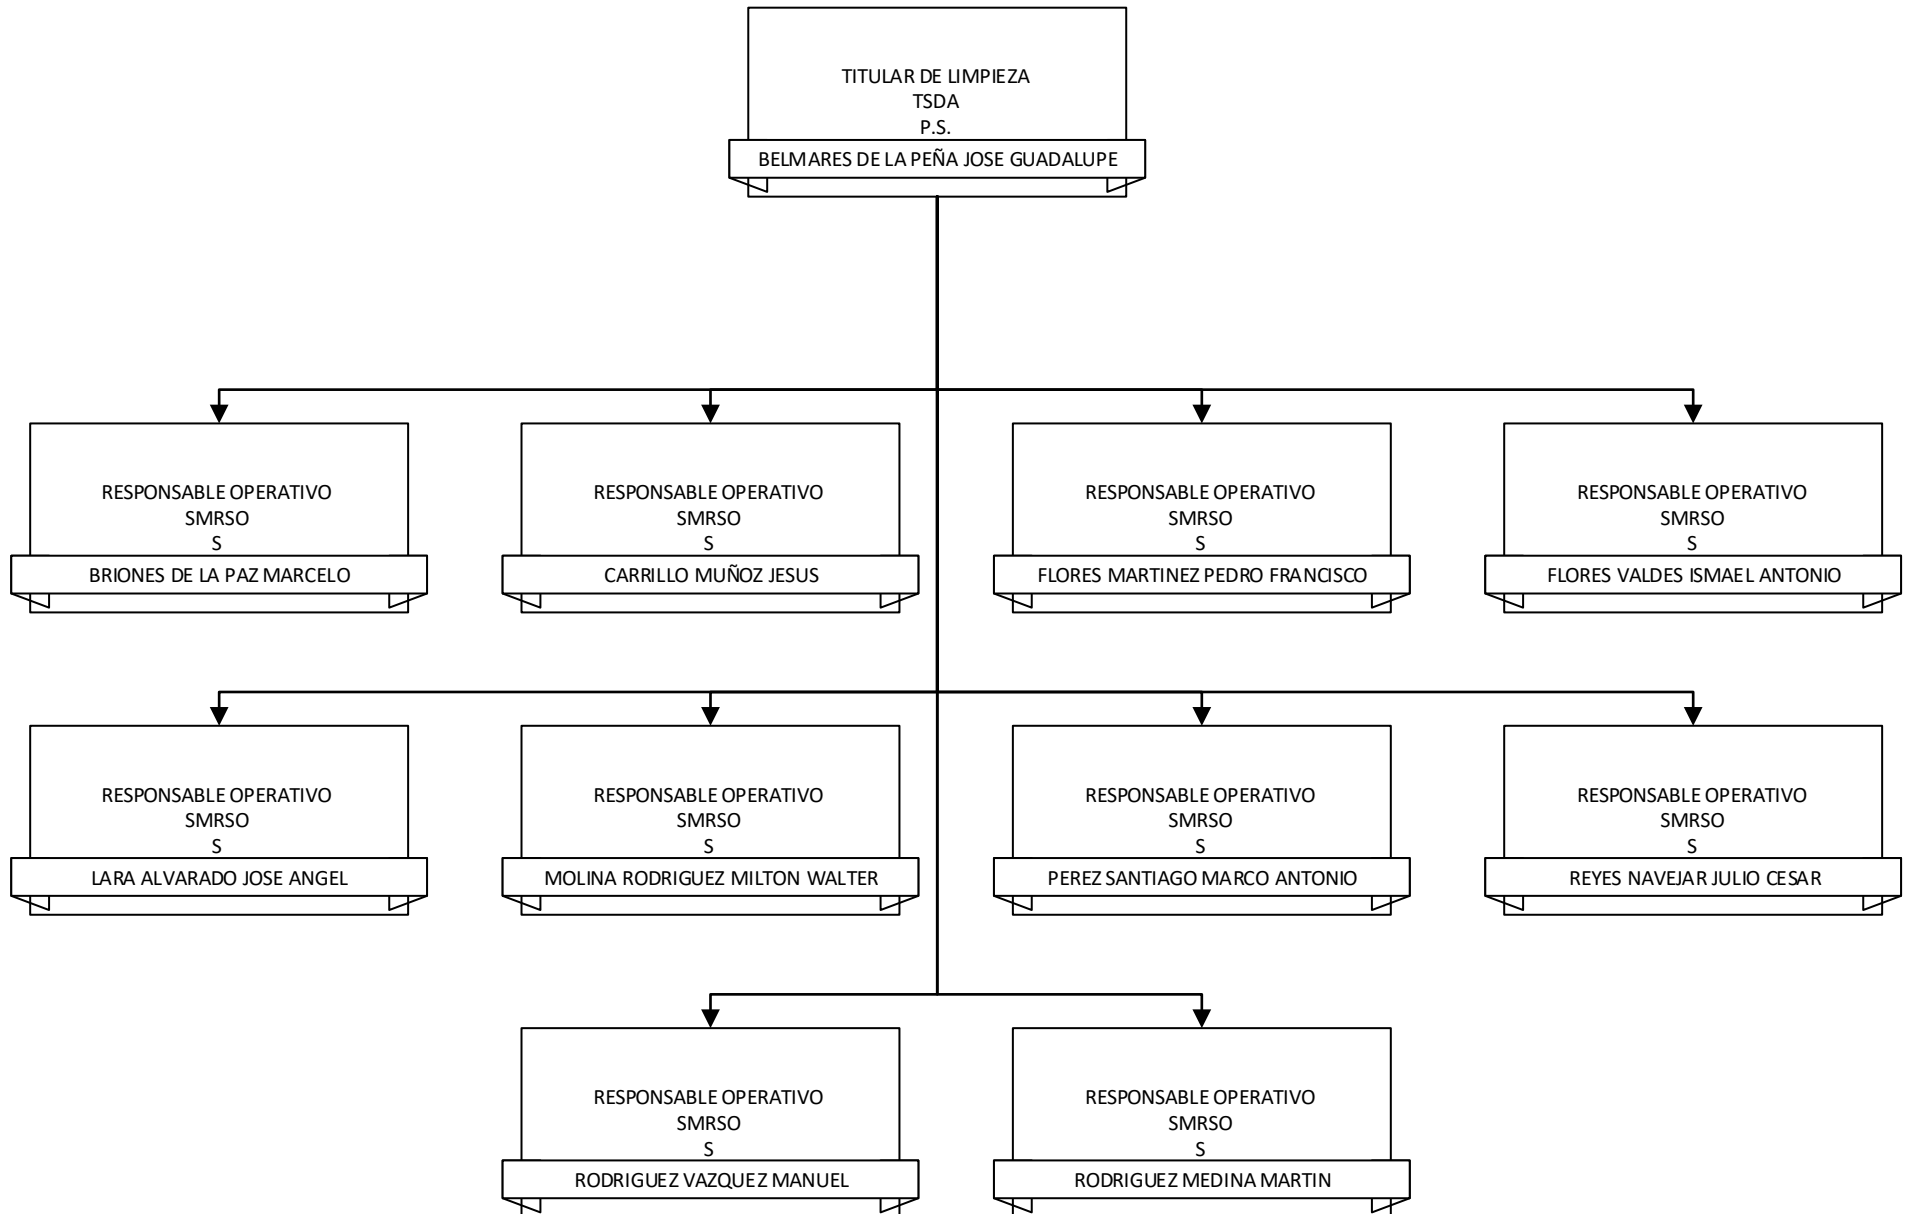 TITULAR DE LIMPIEZA
TSDA
P.S.
BELMARES DE LA PEÑA JOSE GUADALUPE
RESPONSABLE OPERATIVO
SMRSO
S
BRIONES DE LA PAZ MARCELO
RESPONSABLE OPERATIVO
SMRSO
S
CARRILLO MUÑOZ JESUS
RESPONSABLE OPERATIVO
SMRSO
S
FLORES MARTINEZ PEDRO FRANCISCO
RESPONSABLE OPERATIVO
SMRSO
S
FLORES VALDES ISMAEL ANTONIO
RESPONSABLE OPERATIVO
SMRSO
S
LARA ALVARADO JOSE ANGEL
RESPONSABLE OPERATIVO
SMRSO
S
MOLINA RODRIGUEZ MILTON WALTER
RESPONSABLE OPERATIVO
SMRSO
S
PEREZ SANTIAGO MARCO ANTONIO
RESPONSABLE OPERATIVO
SMRSO
S
REYES NAVEJAR JULIO CESAR
RESPONSABLE OPERATIVO
SMRSO
S
RODRIGUEZ VAZQUEZ MANUEL
RESPONSABLE OPERATIVO
SMRSO
S
RODRIGUEZ MEDINA MARTIN